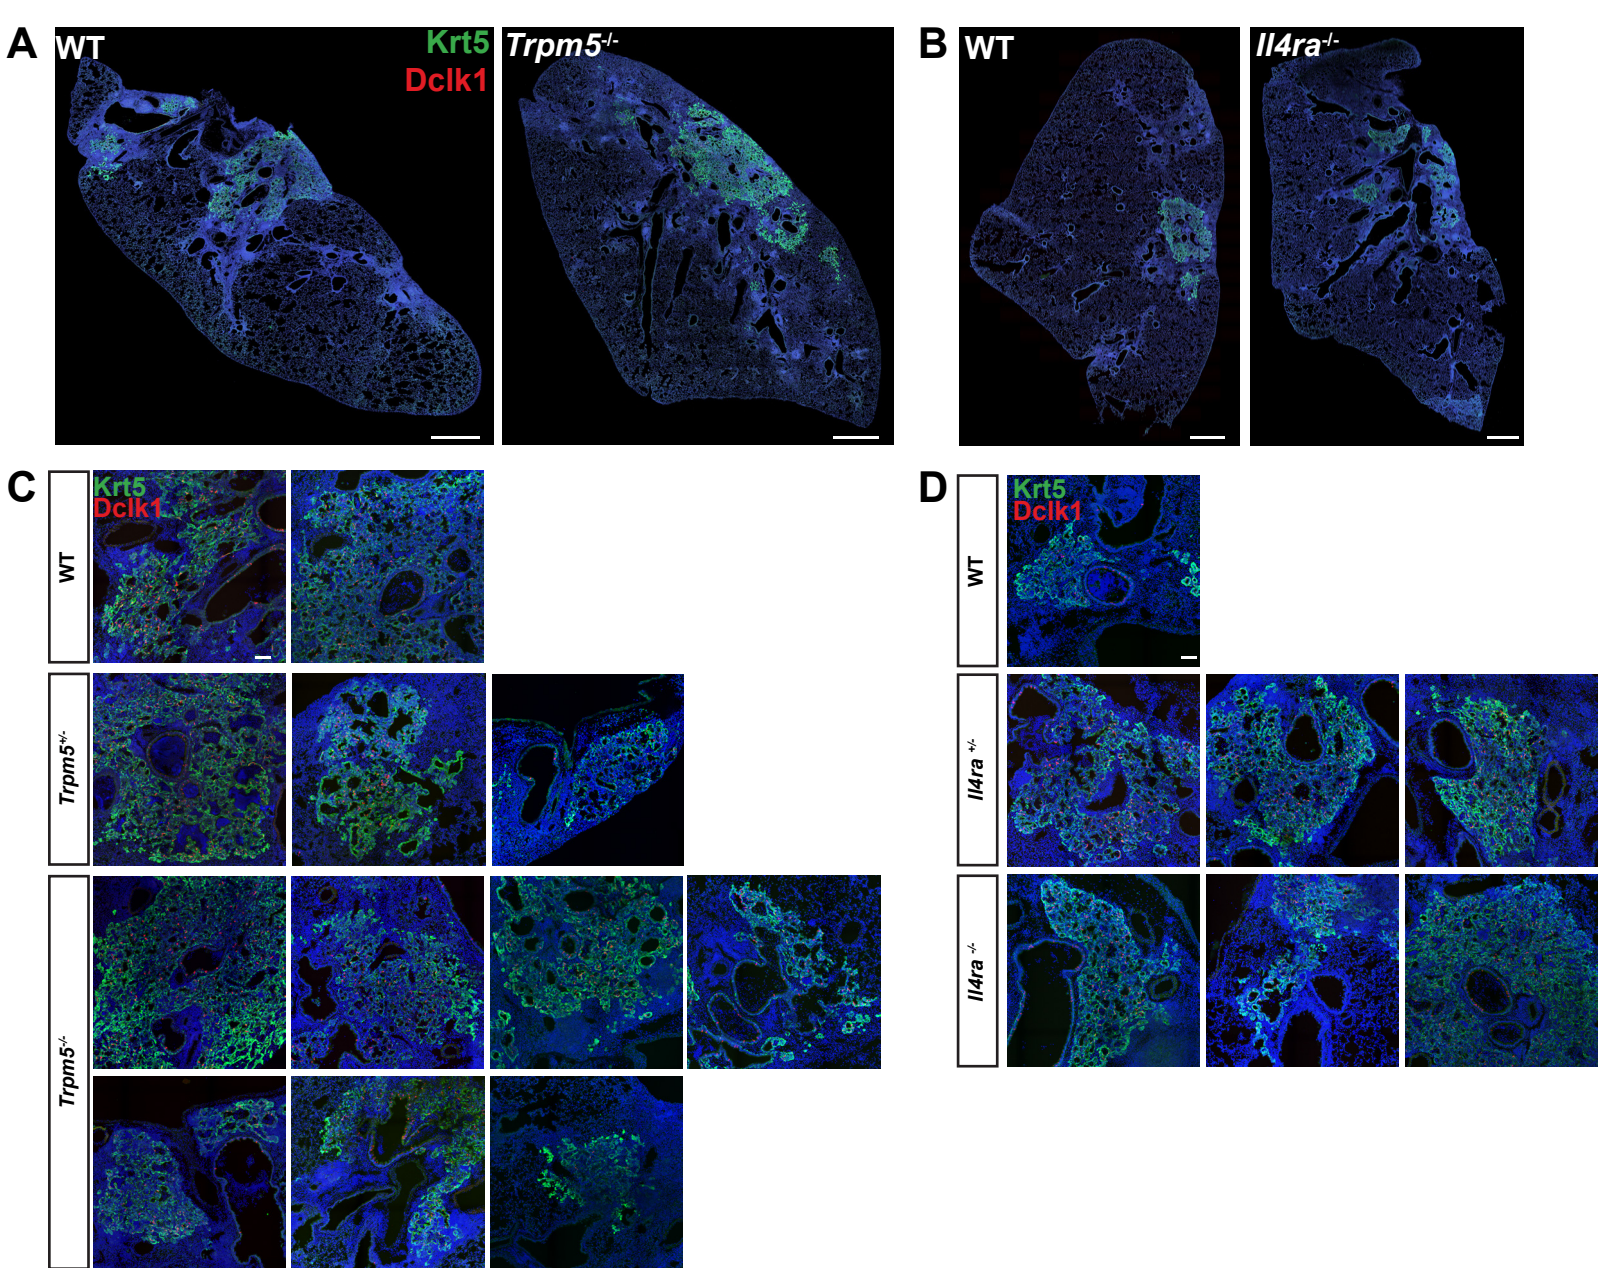 A
WT
Krt5
Dclk1
Trpm5-/-
B
WT
Il4ra-/-
C
WT
Krt5
Dclk1
Trpm5+/-
Trpm5-/-
D
WT
Krt5
Dclk1
Il4ra +/-
Il4ra -/-